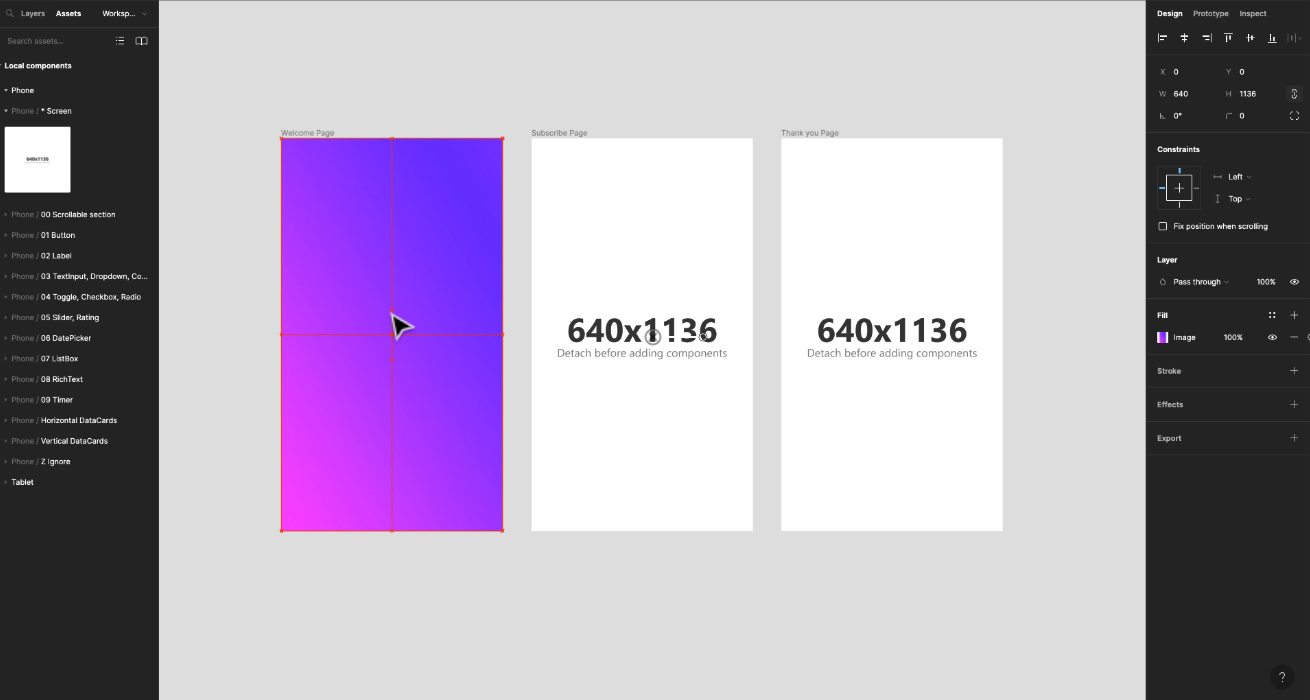 Layers Assets Worksp...
Search assets...
Local components
Phone
Phone / * Screen
640x1136
Phone / 00 Scrollable section
Phone / 01 Button
Phone / 02 Label
Phone / 03 TextInput, Dropdown, Co...
Phone / 04 Toggle, Checkbox, Radio
Phone / 05 Slider, Rating
Phone / 06 DatePicker
Phone / 07 ListBox
Phone / 08 RichText
Phone / 09 Timer
Phone / Horizontal DataCards
Phone / Vertical DataCards
Phone / Z Ignore
Tablet
Welcome Page
Subscribe Page
640x1136
Detach before adding components
Thank you Page
640x1136
Detach before adding components
Design Prototype Inspect
X 0 Y 0
W 640 H 1136
0° 0
Constraints
Left
Top
Fix position when scrolling
Layer
Pass through 100%
Fill
Image 100%
Stroke
Effects
Export
?